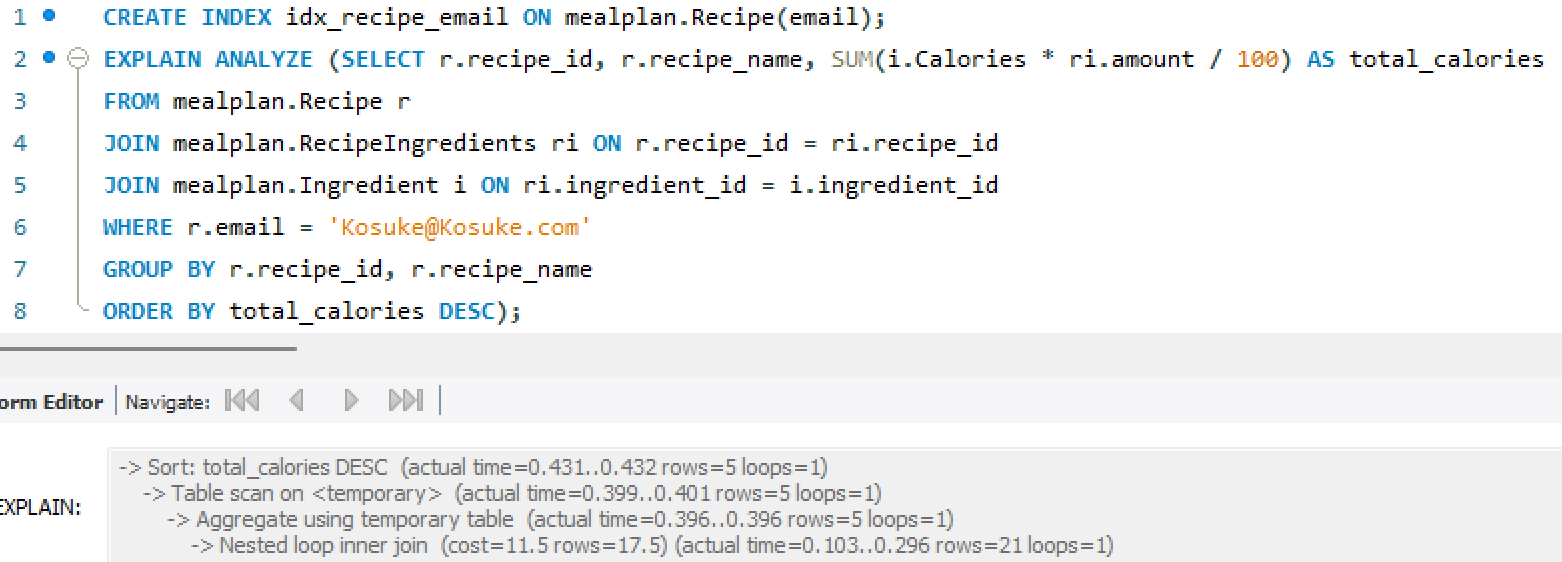 1 CREATE INDEX idx_recipe_email ON mealplan.Recipe(email);
2 EXPLAIN ANALYZE (SELECT r.recipe_id, r.recipe_name, SUM(i.Calories * ri.amount / 100) AS total_calories
3 FROM mealplan.Recipe r
4 JOIN mealplan.RecipeIngredients ri ON r.recipe_id = ri.recipe_id
5 JOIN mealplan.Ingredient i ON ri.ingredient_id = i.ingredient_id
6 WHERE r.email = 'Kosuke@Kosuke.com'
7 GROUP BY r.recipe_id, r.recipe_name
8 ORDER BY total_calories DESC);
orm Editor Navigate:
EXPLAIN:
-> Sort: total_calories DESC (actual time=0.431..0.432 rows=5 loops=1)
-> Table scan on <temporary> (actual time=0.399..0.401 rows=5 loops=1)
-> Aggregate using temporary table (actual time=0.396..0.396 rows=5 loops=1)
-> Nested loop inner join (cost=11.5 rows=17.5) (actual time=0.103..0.296 rows=21 loops=1)